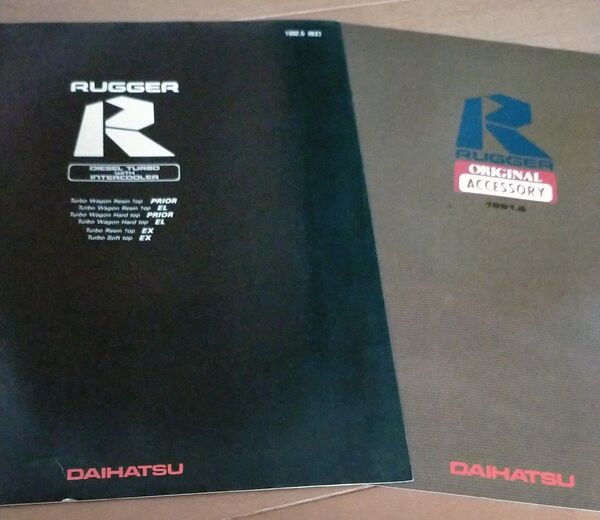 RUGGER
R
DIESEL TURBO
WITH
INTERCOOLER
Turbo Wagon Resin Top PRIOR
Turbo Wagon Resin Top EL
Turbo Wagon Hard top PRIOR
Turbo Wagon Hard top EL
Turbo Resin Top EX
Turbo Soft top EX
DAIHATSU
R
RUGGER
ORIGINAL
ACCESSORY
1991.6
DAIHATSU